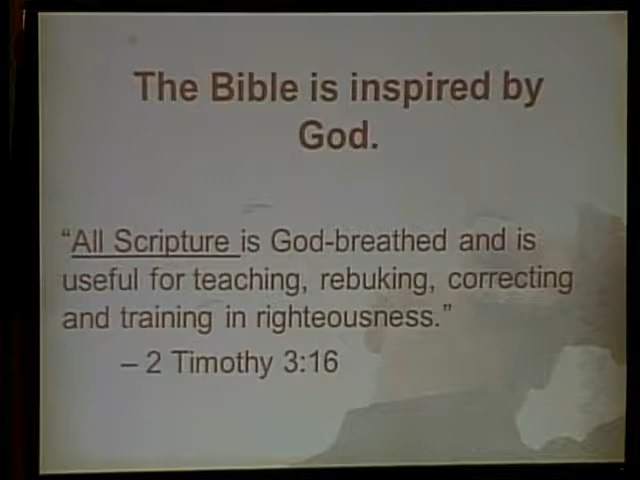 The Bible is inspired by
God.
“All Scripture is God-breathed and is
useful for teaching, rebuking, correcting
and training in righteousness.”
– 2 Timothy 3:16